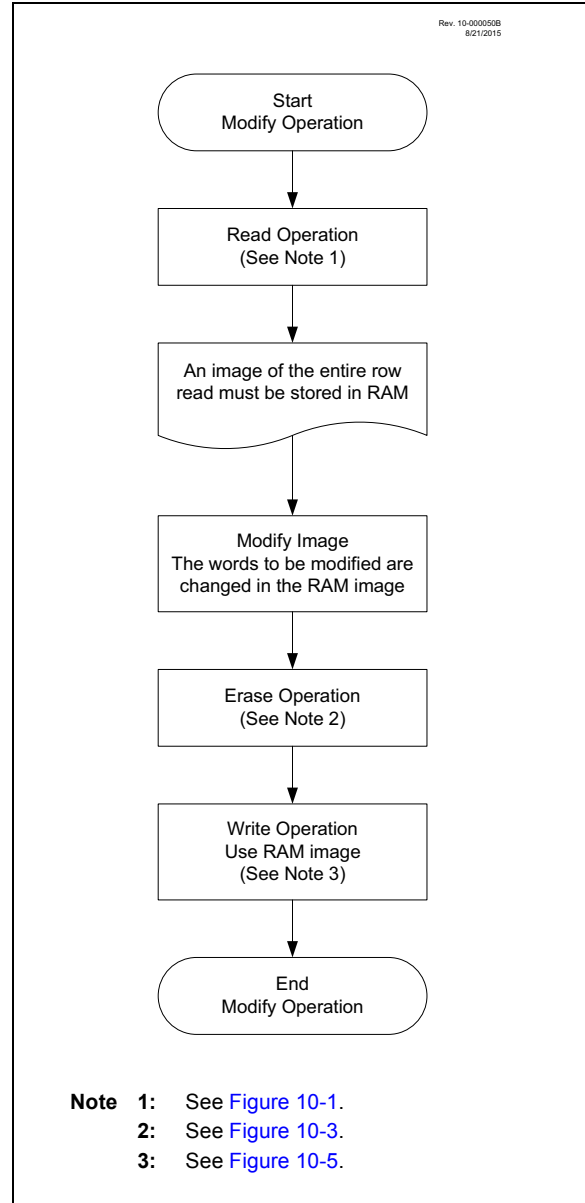 Rev. 10-000050B
8/21/2015
Start
Modify Operation
Read Operation
(See Note 1)
An image of the entire row
read must be stored in RAM
Modify Image
The words to be modified are
changed in the RAM image
Erase Operation
(See Note 2)
Write Operation
Use RAM image
(See Note 3)
End
Modify Operation
Note 1: See Figure 10-1.
2: See Figure 10-3.
3: See Figure 10-5.